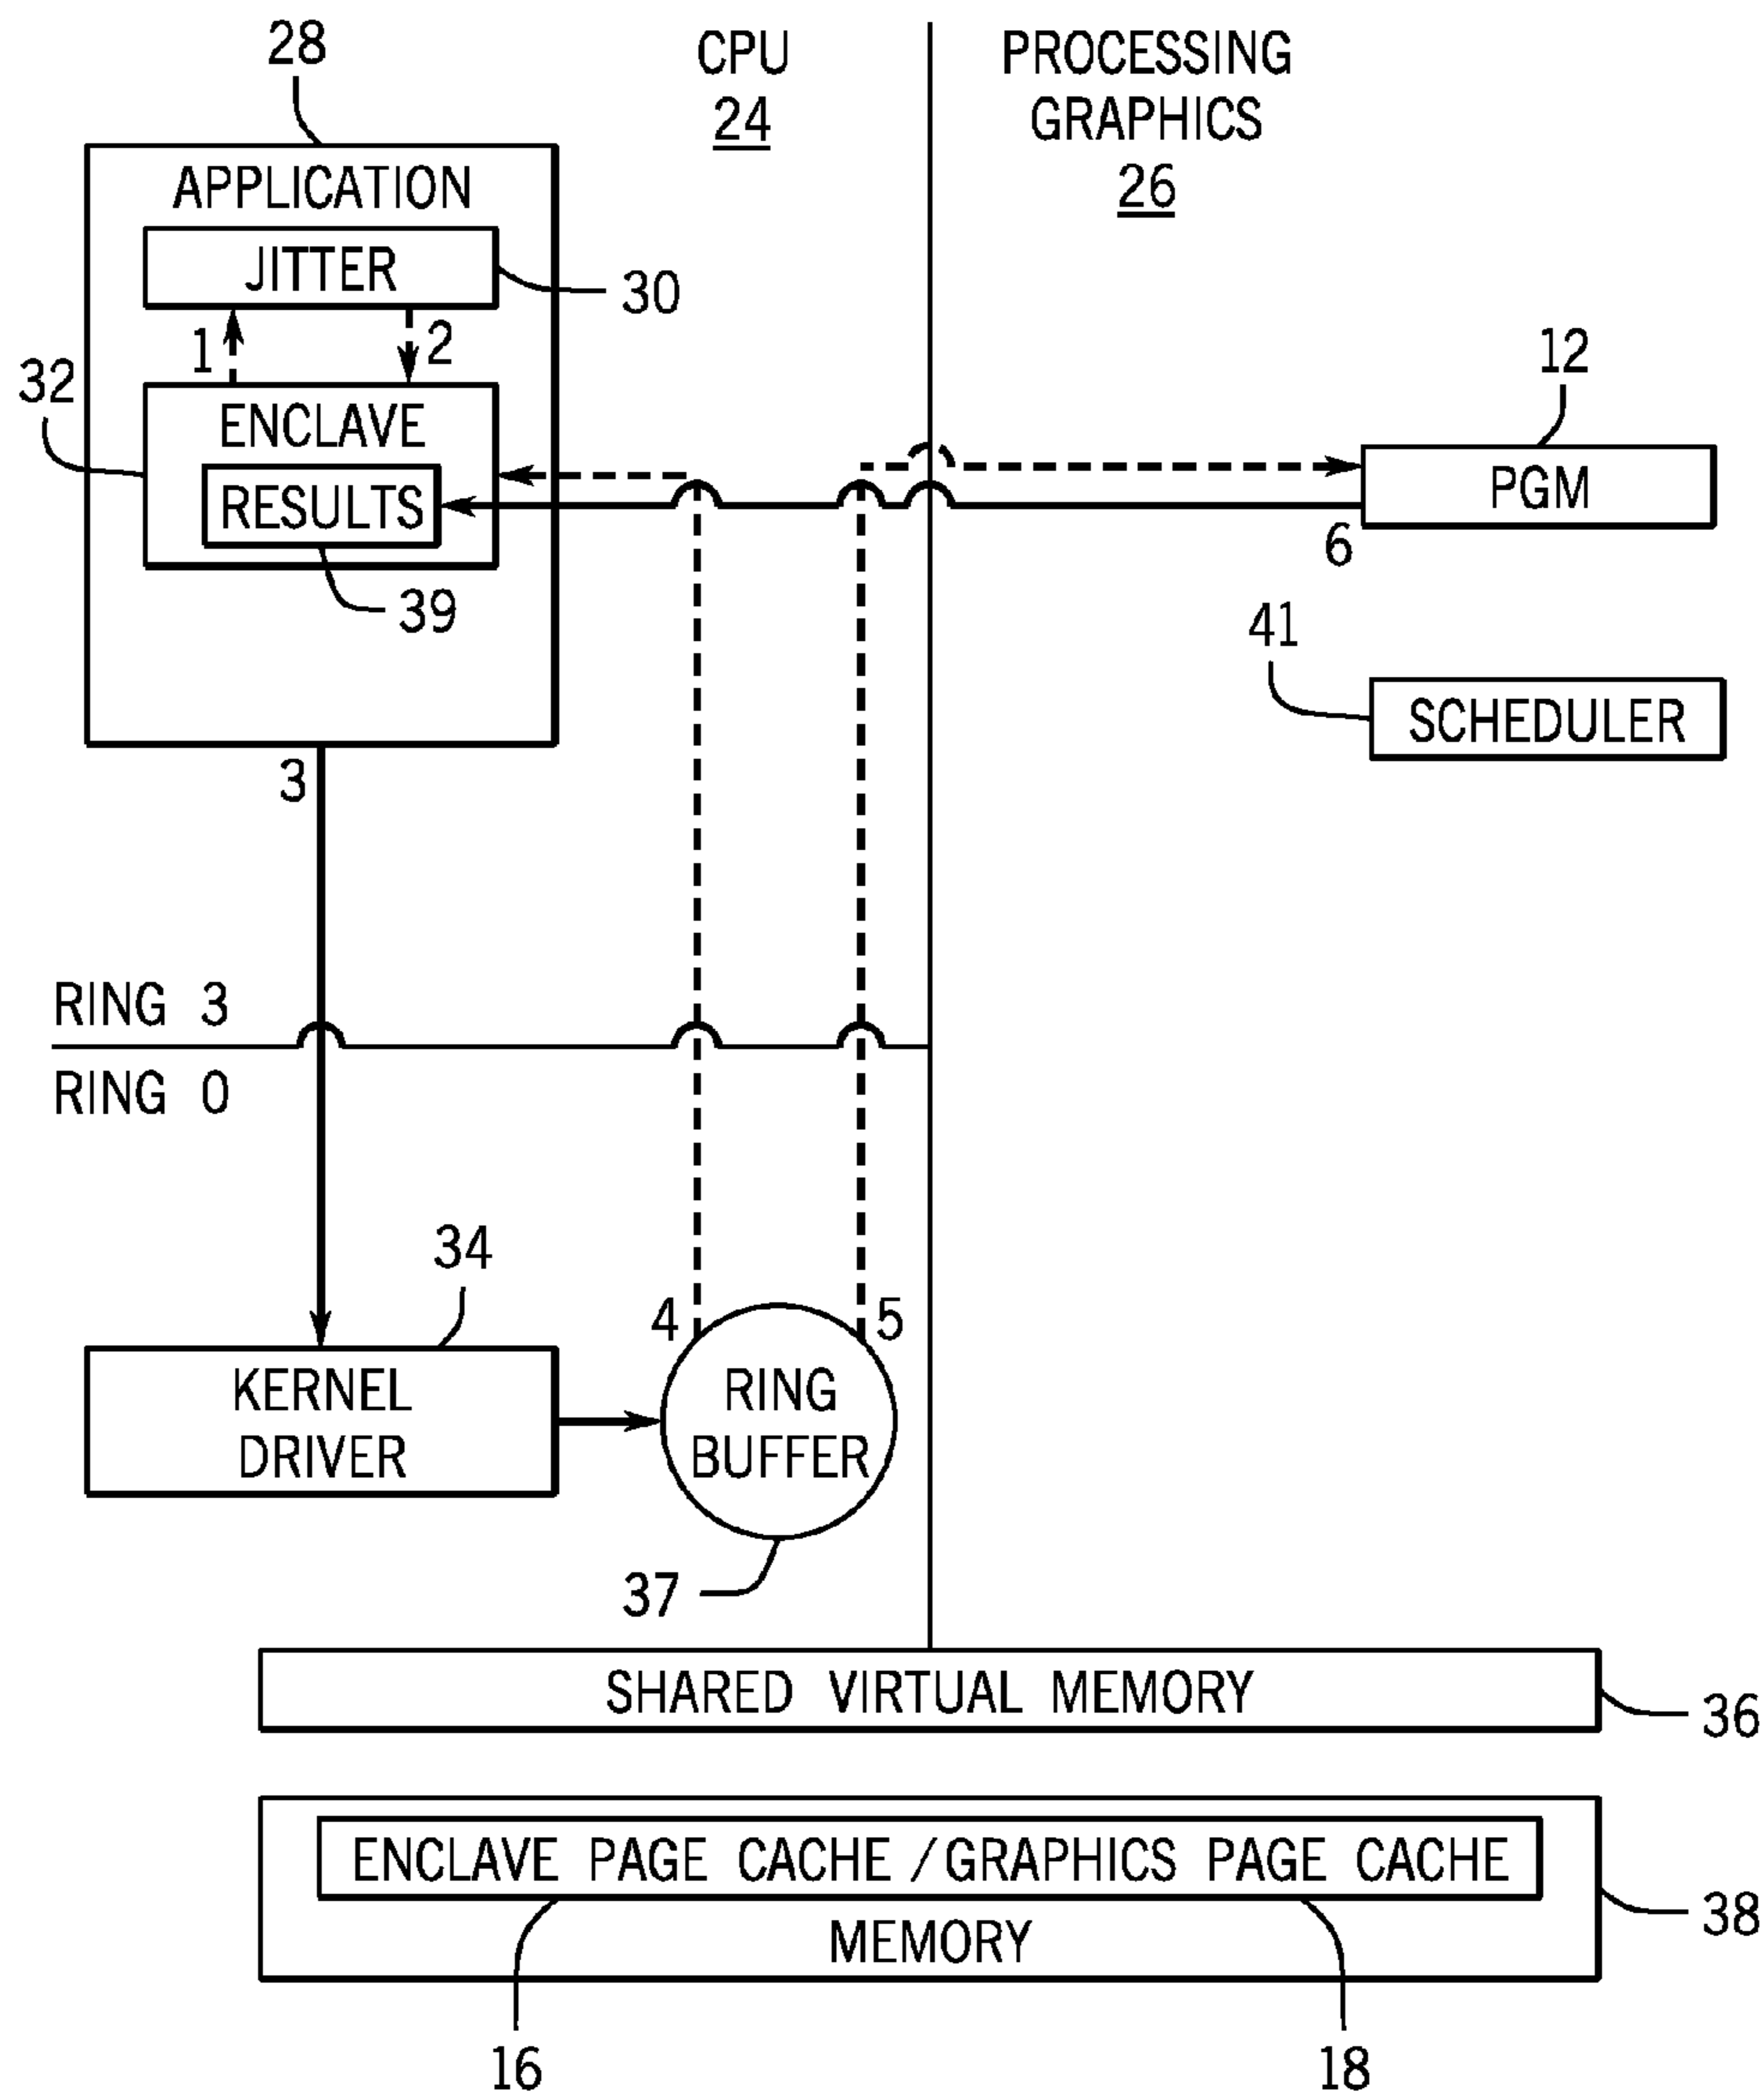 28
CPU
24
PROCESSING
GRAPHICS
26
APPLICATION
JITTER
30
1
2
32
ENCLAVE
RESULTS
39
12
PGM
6
41
SCHEDULER
3
RING 3
RING 0
34
4
5
KERNEL
DRIVER
RING
BUFFER
37
SHARED VIRTUAL MEMORY
36
ENCLAVE PAGE CACHE/GRAPHICS PAGE CACHE
MEMORY
38
16
18